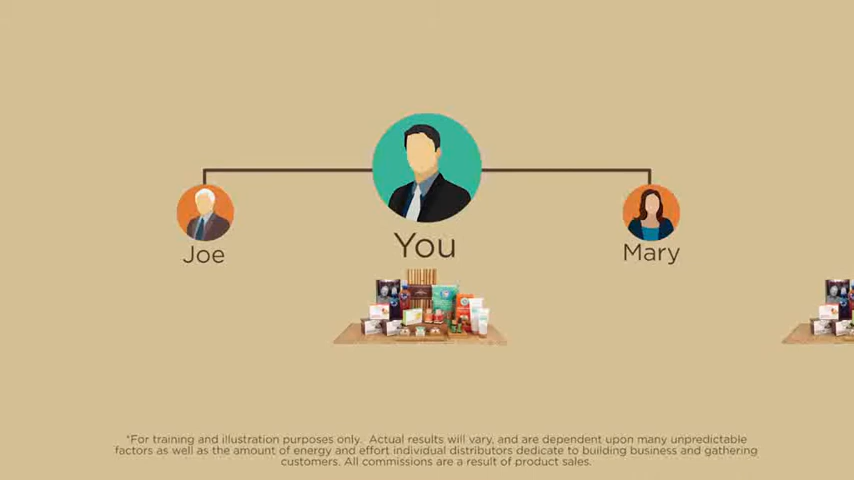 You
Joe
Mary
*For training and illustration purposes only. Actual results will vary, and are dependent upon many unpredictable
factors as well as the amount of energy and effort individual distributors dedicate to building business and gathering
customers. All commissions are a result of product sales.